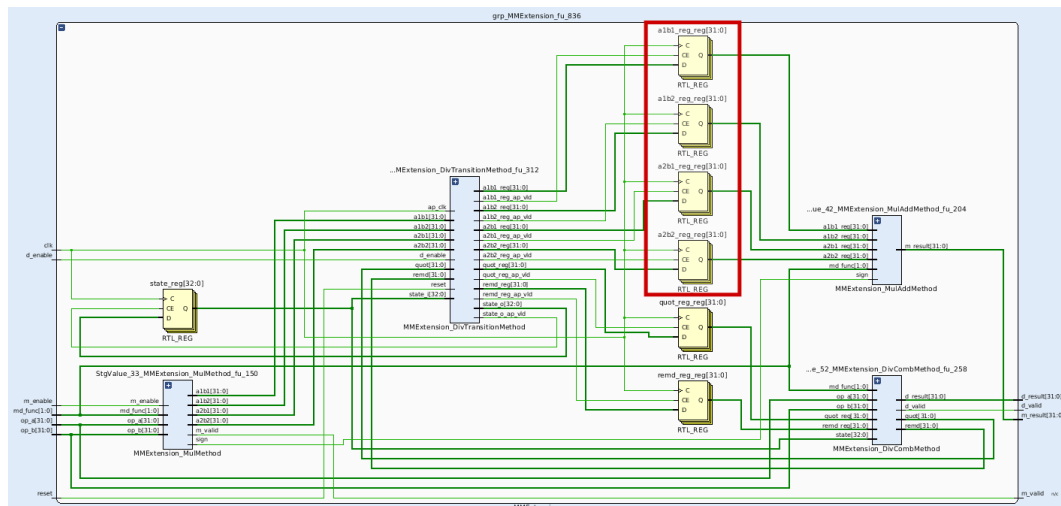 grp_MMExtension_fu_836
a1b1_reg_reg[31:0]
C
CE Q
D
RTL_REG
a1b2_reg_reg[31:0]
C
CE Q
D
RTL_REG
a2b1_reg_reg[31:0]
C
CE Q
D
RTL_REG
a2b2_reg_reg[31:0]
C
CE Q
D
RTL_REG
quot_reg_reg[31:0]
C
CE Q
D
RTL_REG
remd_reg_reg[31:0]
C
CE Q
D
RTL_REG
...MExtension_DivTransitionMethod_fu_312
ap_clk
a1b1[31:0]
a1b2[31:0]
a2b1[31:0]
a2b2[31:0]
d_enable
quot[31:0]
remd[31:0]
reset
state_i[32:0]
a1b1_reg[31:0]
a1b1_reg_ap_vld
a1b2_reg[31:0]
a1b2_reg_ap_vld
a2b1_reg[31:0]
a2b1_reg_ap_vld
a2b2_reg[31:0]
a2b2_reg_ap_vld
quot_reg[31:0]
quot_reg_ap_vld
remd_reg[31:0]
remd_reg_ap_vld
state_o[32:0]
state_o_ap_vld
MMExtension_DivTransitionMethod
...ue_42_MMExtension_MulAddMethod_fu_204
a1b1_reg[31:0]
a1b2_reg[31:0]
a2b1_reg[31:0]
a2b2_reg[31:0]
md_func[1:0]
sign
m_result[31:0]
MMExtension_MulAddMethod
clk
d_enable
state_reg[32:0]
C
CE Q
D
RTL_REG
StgValue_33_MMExtension_MulMethod_fu_150
m_enable
md_func[1:0]
op_a[31:0]
op_b[31:0]
m_enable
md_func[1:0]
op_a[31:0]
op_b[31:0]
a1b1[31:0]
a1b2[31:0]
a2b1[31:0]
a2b2[31:0]
m_valid
sign
MMExtension_MulMethod
...e_52_MMExtension_DivCombMethod_fu_258
md_func[1:0]
op_a[31:0]
op_b[31:0]
quot_reg[31:0]
remd_reg[31:0]
state[32:0]
d_result[31:0]
d_valid
quot[31:0]
remd[31:0]
MMExtension_DivCombMethod
d_result[31:0]
d_valid
m_result[31:0]
reset
m_valid